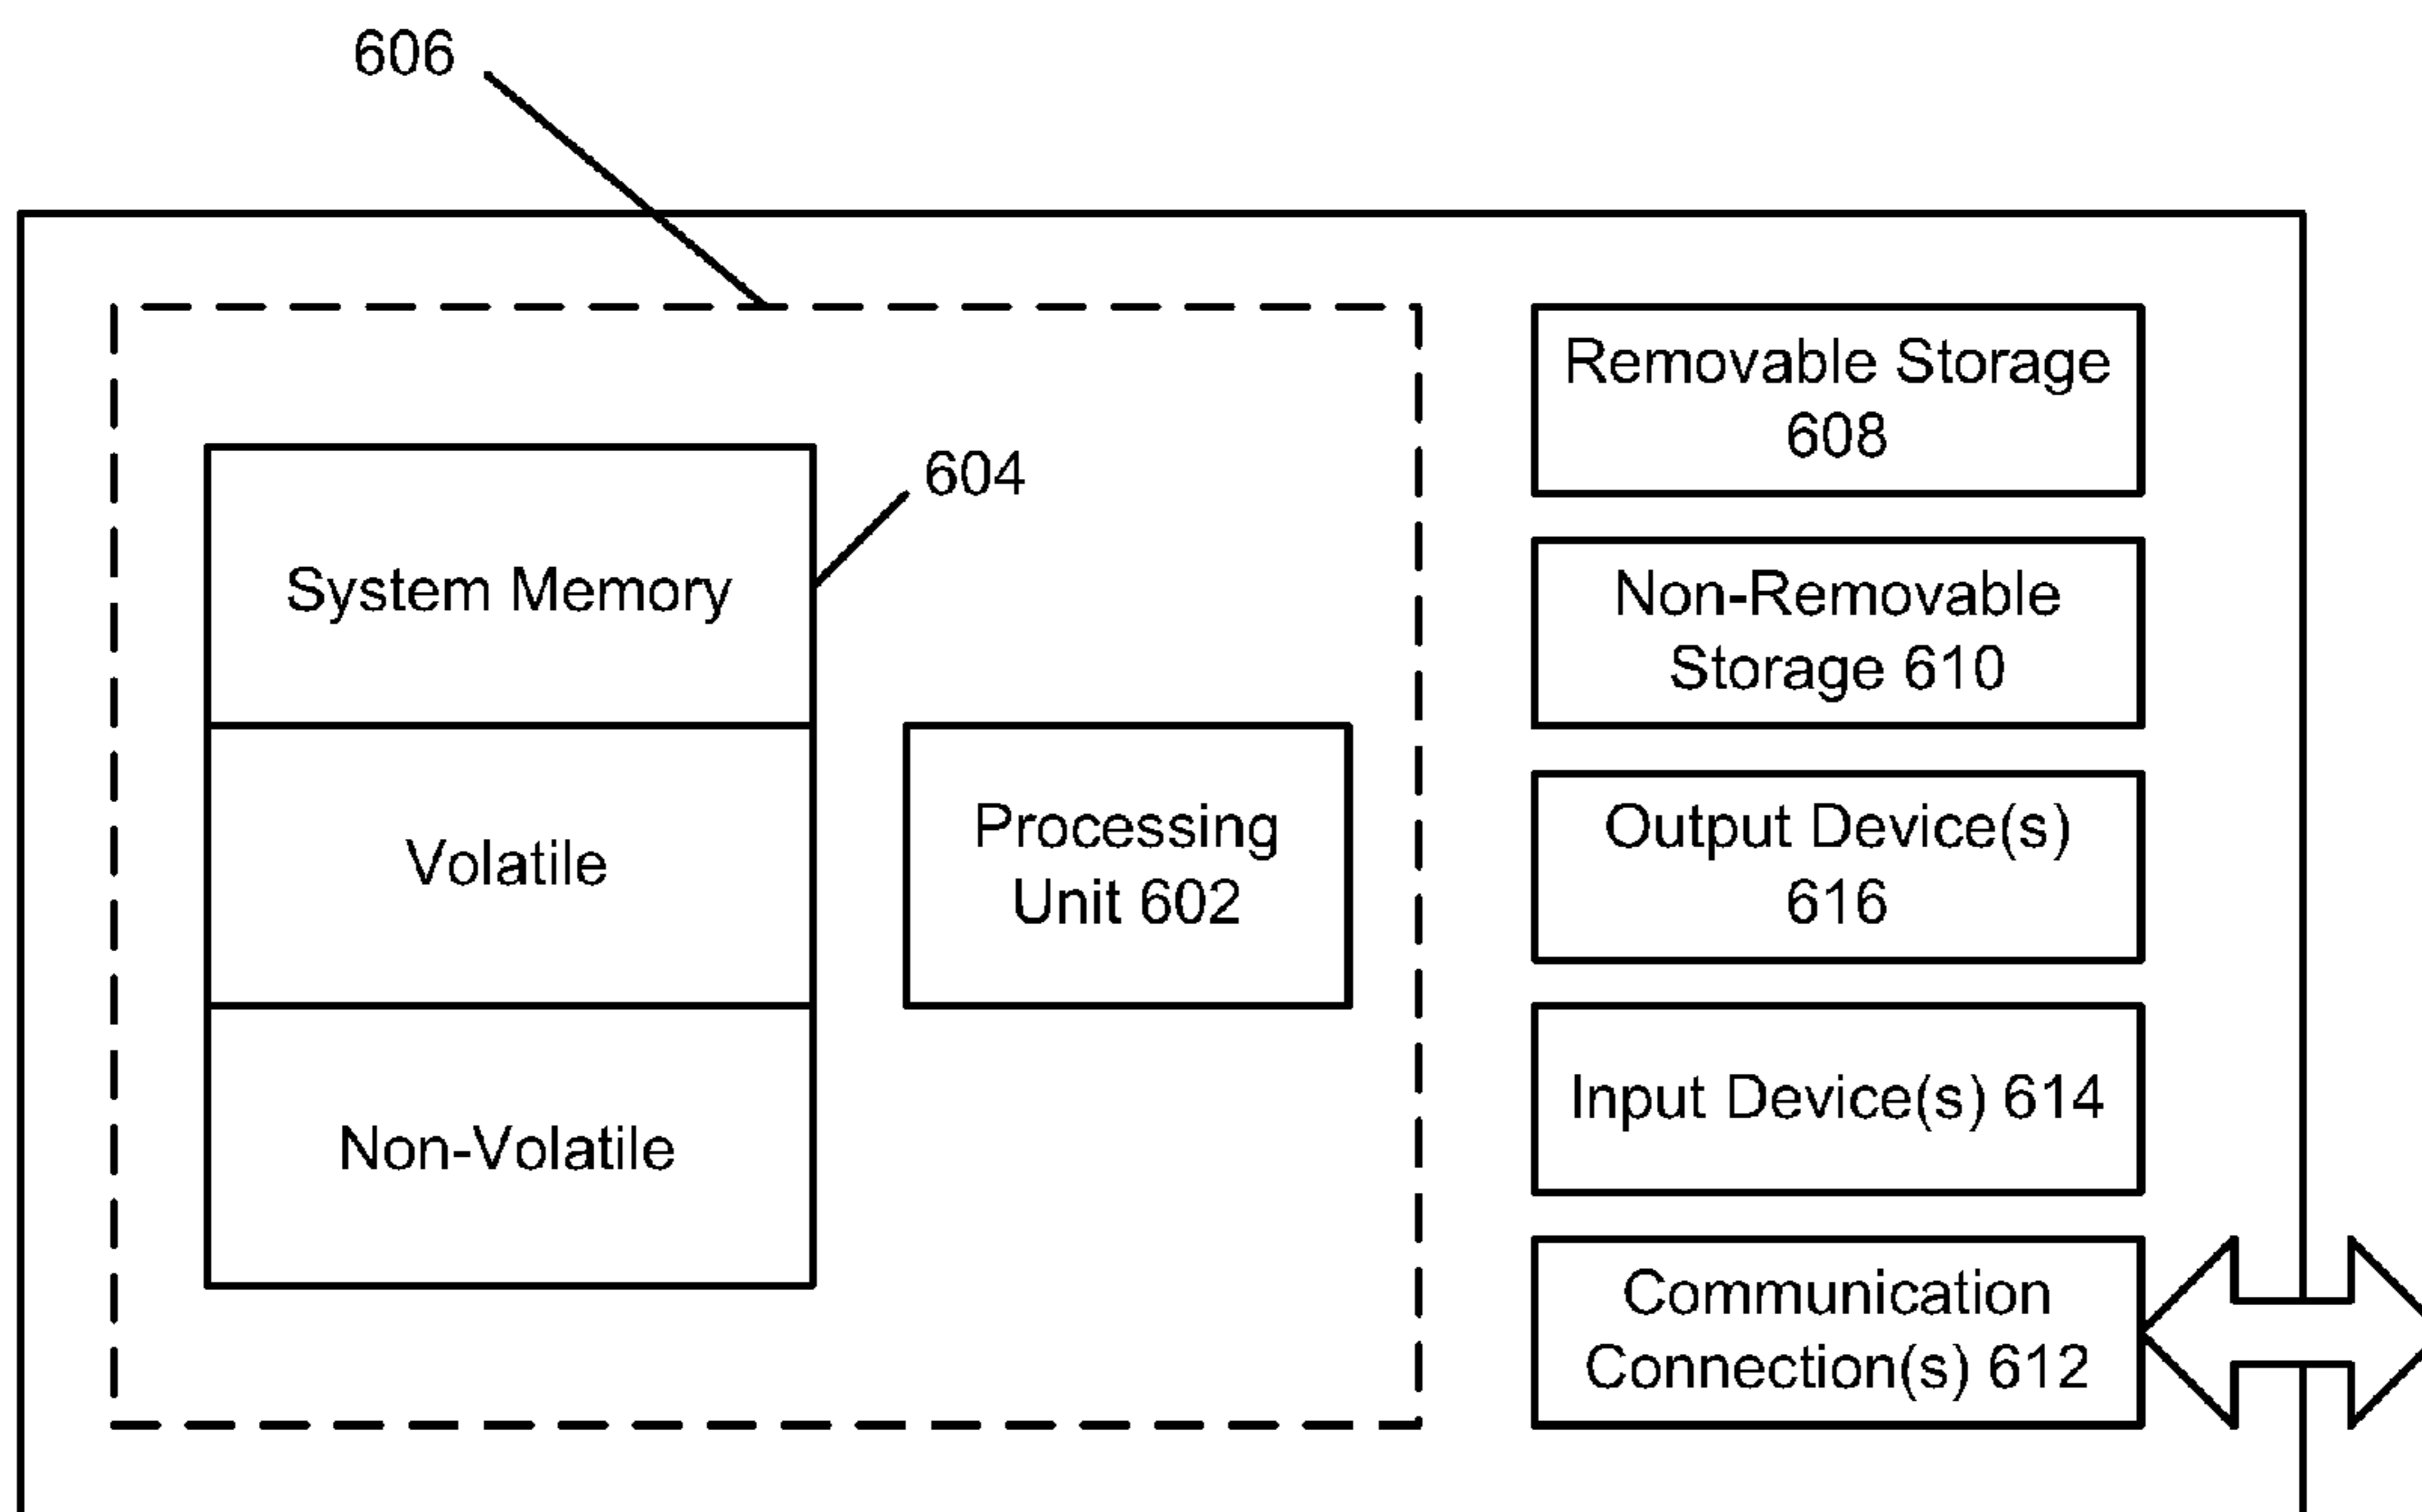 606
604
System Memory
Volatile
Non-Volatile
Processing
Unit 602
Removable Storage
608
Non-Removable
Storage 610
Output Device(s)
616
Input Device(s) 614
Communication
Connection(s) 612